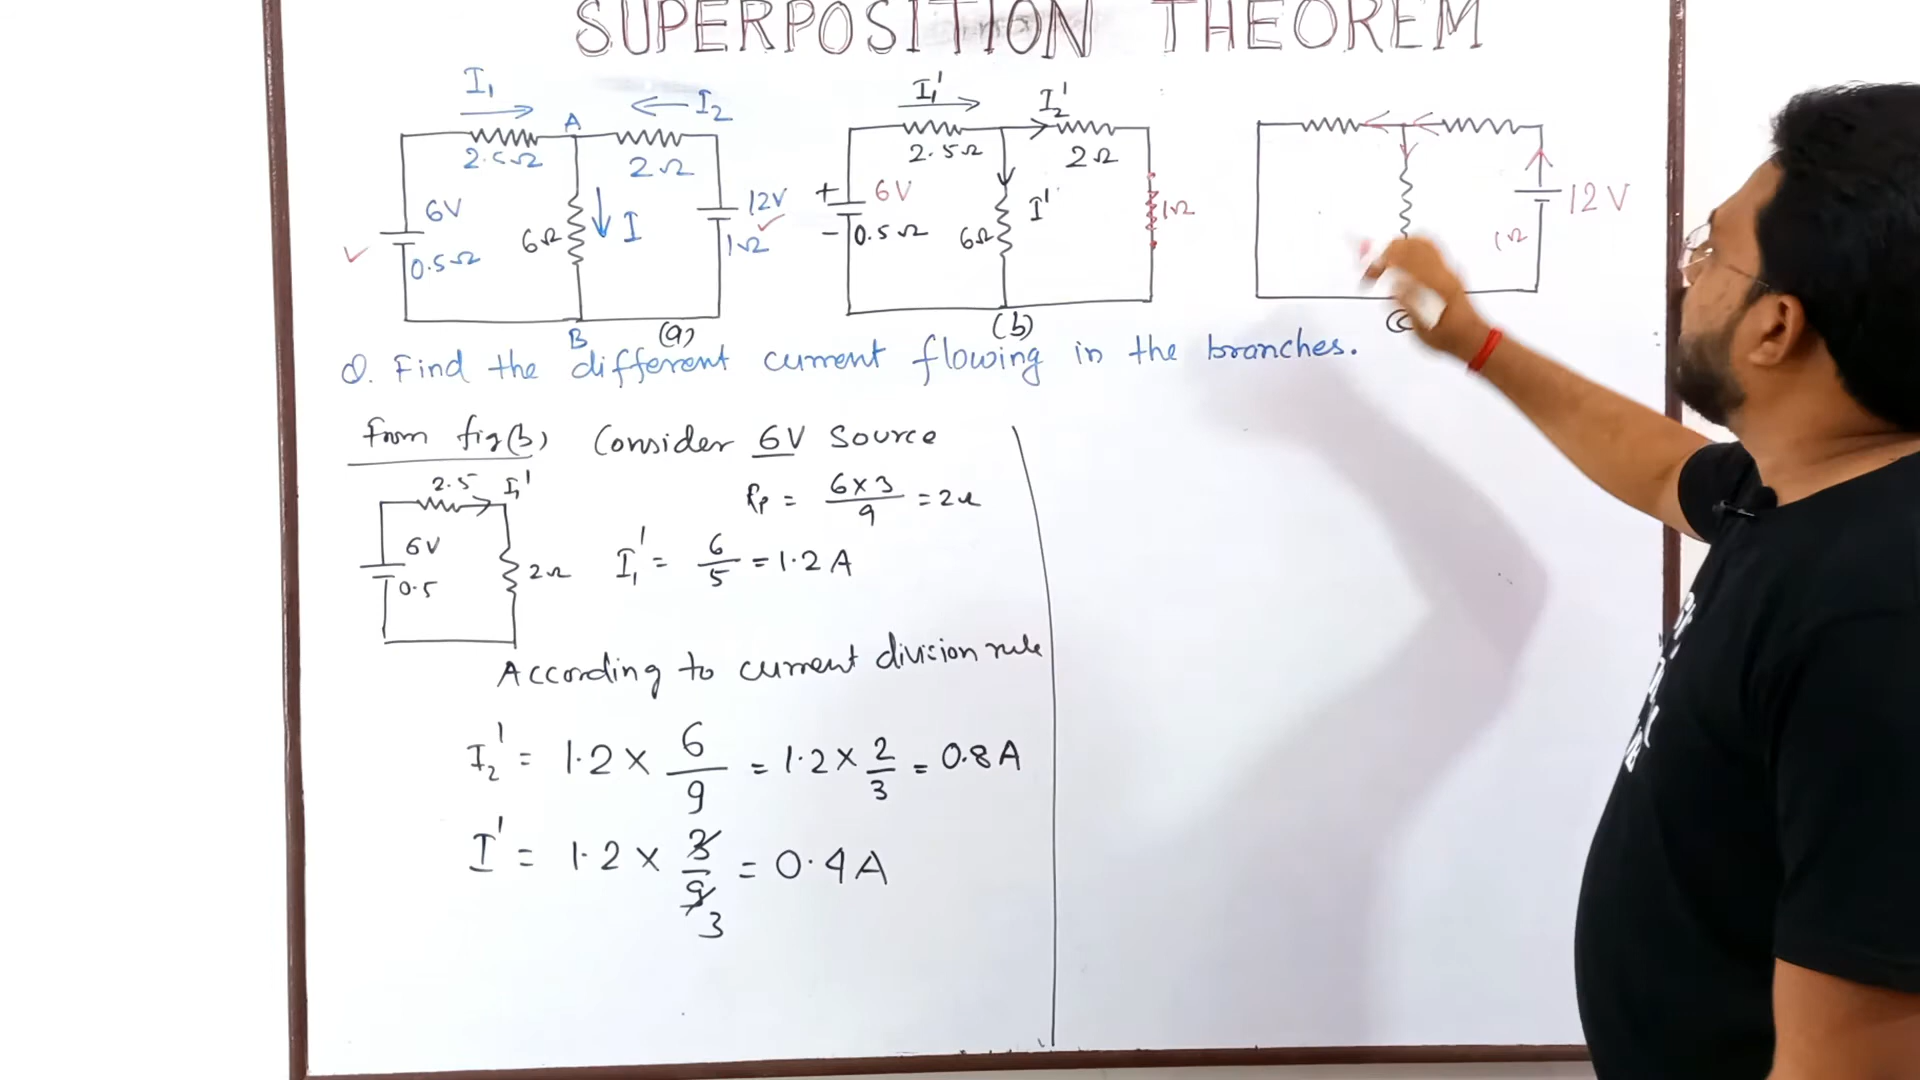 SUPERPOSITION THEOREM
I₁
I₂
A
2.5Ω
2Ω
6V
0.5Ω
6Ω
I
12V
1Ω
B
(a)
I₁'
I₂'
2.5Ω
2Ω
+
6V
-
0.5Ω
6Ω
I'
1Ω
(b)
12V
1Ω
Q. Find the different current flowing in the branches.
From fig(b) Consider 6V Source
2.5 I₁'
6V
0.5
2Ω
Rp = 6×3/9 = 2Ω
I₁' = 6/5 = 1.2 A
According to current division rule
I₂' = 1.2 × 6/9 = 1.2 × 2/3 = 0.8 A
I' = 1.2 × 3/9 = 0.4 A
3